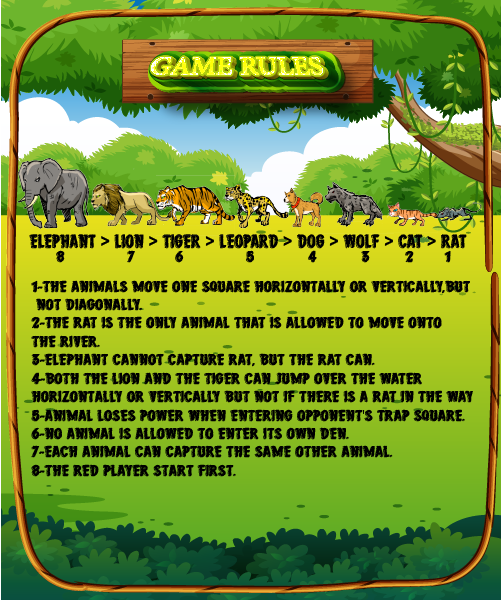 GAME RULES
ELEPHANT > LION > TIGER > LEOPARD > DOG > WOLF > CAT > RAT
8 7 6 5 4 3 2 1
1-THE ANIMALS MOVE ONE SQUARE HORIZONTALLY OR VERTICALLY,BUT
NOT DIAGONALLY.
2-THE RAT IS THE ONLY ANIMAL THAT IS ALLOWED TO MOVE ONTO
THE RIVER.
3-ELEPHANT CANNOT CAPTURE RAT, BUT THE RAT CAN.
4-BOTH THE LION AND THE TIGER CAN JUMP OVER THE WATER
HORIZONTALLY OR VERTICALLY BUT NOT IF THERE IS A RAT IN THE WAY
5-ANIMAL LOSES POWER WHEN ENTERING OPPONENT'S TRAP SQUARE.
6-NO ANIMAL IS ALLOWED TO ENTER ITS OWN DEN.
7-EACH ANIMAL CAN CAPTURE THE SAME OTHER ANIMAL.
8-THE RED PLAYER START FIRST.